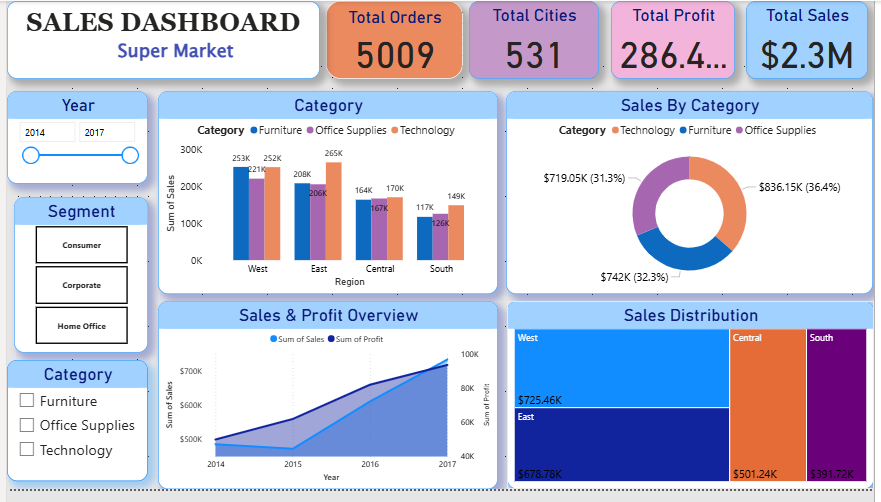 SALES DASHBOARD
Super Market
Total Orders
5009
Total Cities
531
Total Profit
286.4...
Total Sales
$2.3M
Year
2014 2017
Segment
Consumer
Corporate
Home Office
Category
Furniture
Office Supplies
Technology
Category
Category Furniture Office Supplies Technology
Sum of Sales
300K
200K
100K
0K
253K 221K 252K
208K 206K 265K
164K 167K 170K
117K 126K 149K
West East Central South
Region
Sales By Category
Category Technology Furniture Office Supplies
$719.05K (31.3%)
$836.15K (36.4%)
$742K (32.3%)
Sales & Profit Overview
Sum of Sales Sum of Profit
Sum of Sales
$700K
$600K
$500K
100K
80K
60K
40K
Sum of Profit
2014 2015 2016 2017
Year
Sales Distribution
West
$725.46K
East
$678.78K
Central
$501.24K
South
$391.72K